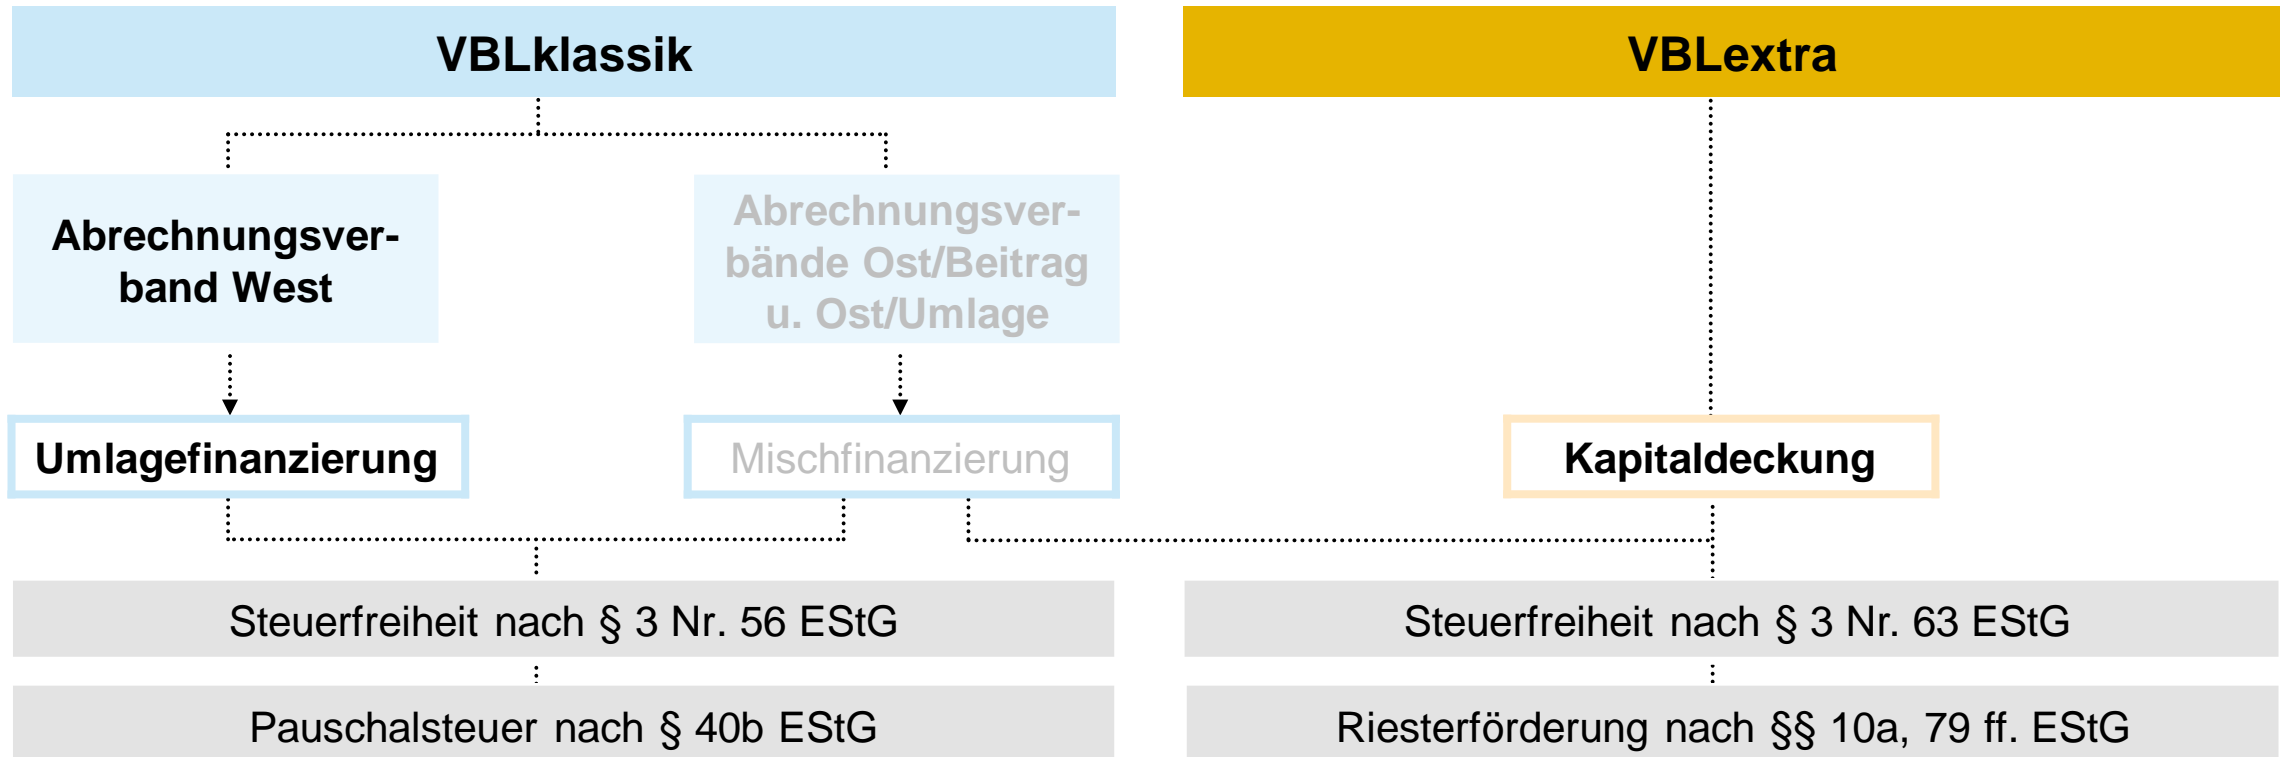 VBLklassik
VBLextra
Abrechnungsver-
band West
Abrechnungsver-
bände Ost/Beitrag
u. Ost/Umlage
Umlagefinanzierung
Mischfinanzierung
Kapitaldeckung
Steuerfreiheit nach § 3 Nr. 56 EStG
Steuerfreiheit nach § 3 Nr. 63 EStG
Pauschalsteuer nach § 40b EStG
Riesterförderung nach §§ 10a, 79 ff. EStG